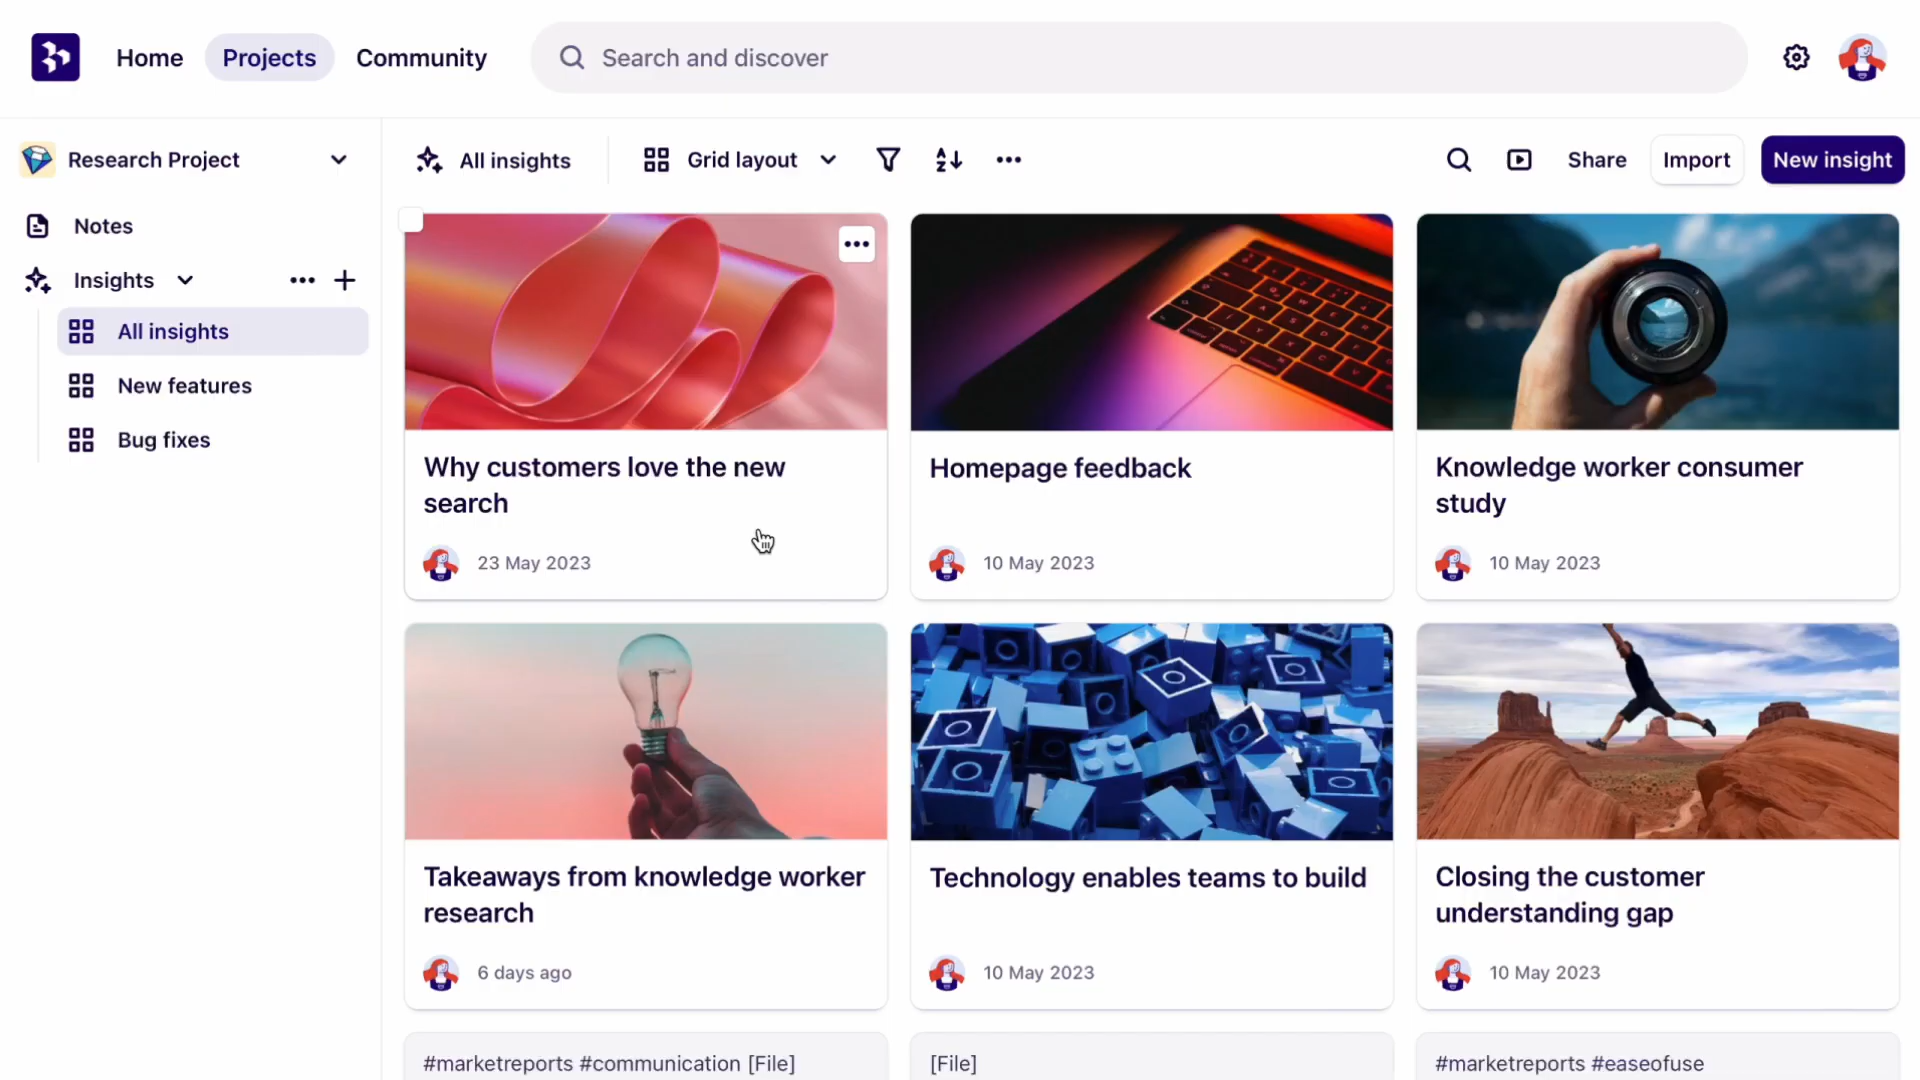 Home
Projects
Community
Search and discover
Research Project
Notes
Insights
All insights
New features
Bug fixes
All insights
Grid layout
Share
Import
New insight
Why customers love the new
search
23 May 2023
Homepage feedback
10 May 2023
Knowledge worker consumer
study
10 May 2023
Takeaways from knowledge worker
research
6 days ago
Technology enables teams to build
10 May 2023
Closing the customer
understanding gap
10 May 2023
#marketreports #communication [File]
[File]
#marketreports #easeofuse